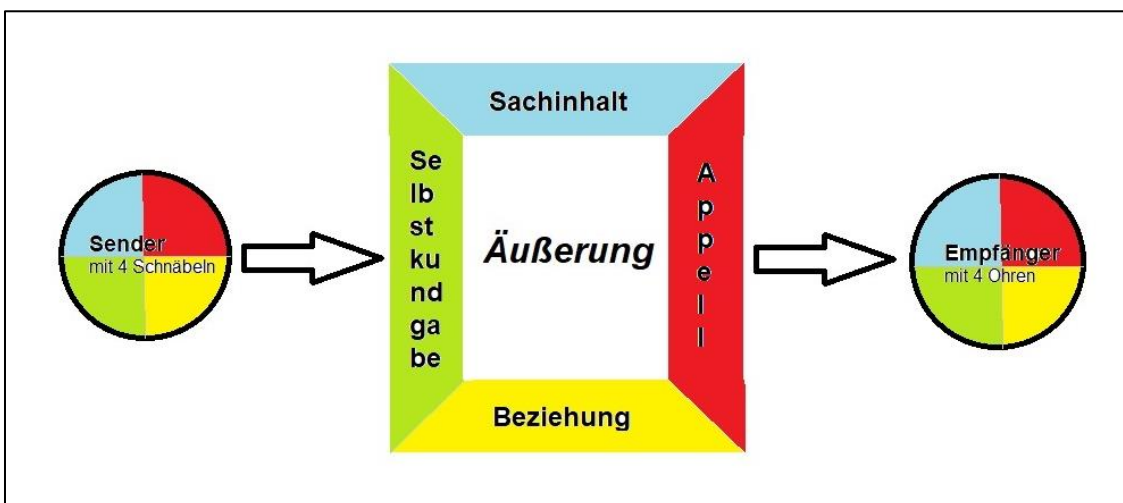 Sachinhalt
Sender
mit 4 Schnäbeln
Se
lb
st
ku
nd
ga
be
Äußerung
A
p
p
e
l
l
Empfänger
mit 4 Ohren
Beziehung